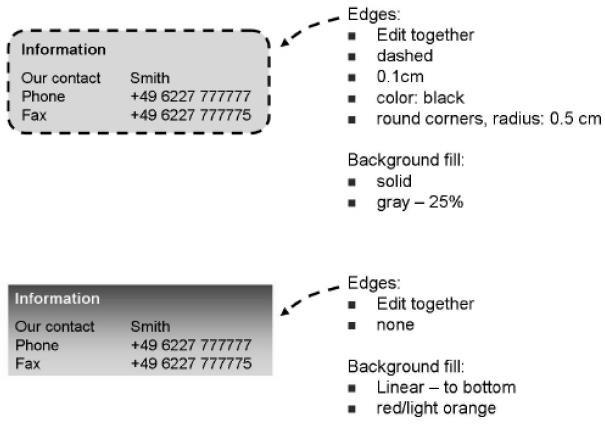 Information
Our contact Smith
Phone +49 6227 777777
Fax +49 6227 777775
Edges:
■ Edit together
■ dashed
■ 0.1cm
■ color: black
■ round corners, radius: 0.5 cm
Background fill:
■ solid
■ gray – 25%
Information
Our contact Smith
Phone +49 6227 777777
Fax +49 6227 777775
Edges:
■ Edit together
■ none
Background fill:
■ Linear – to bottom
■ red/light orange